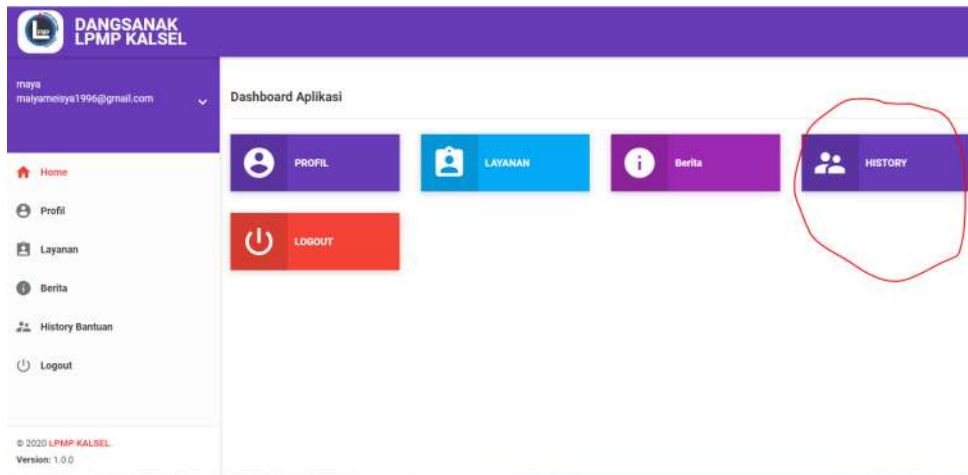 DANGSANAK
LPMP KALSEL
maya
maiyameisya1996@gmail.com
Dashboard Aplikasi
PROFIL
LAYANAN
Berita
HISTORY
LOGOUT
Home
Profil
Layanan
Berita
History Bantuan
Logout
© 2020 LPMP KALSEL.
Version: 1.0.0